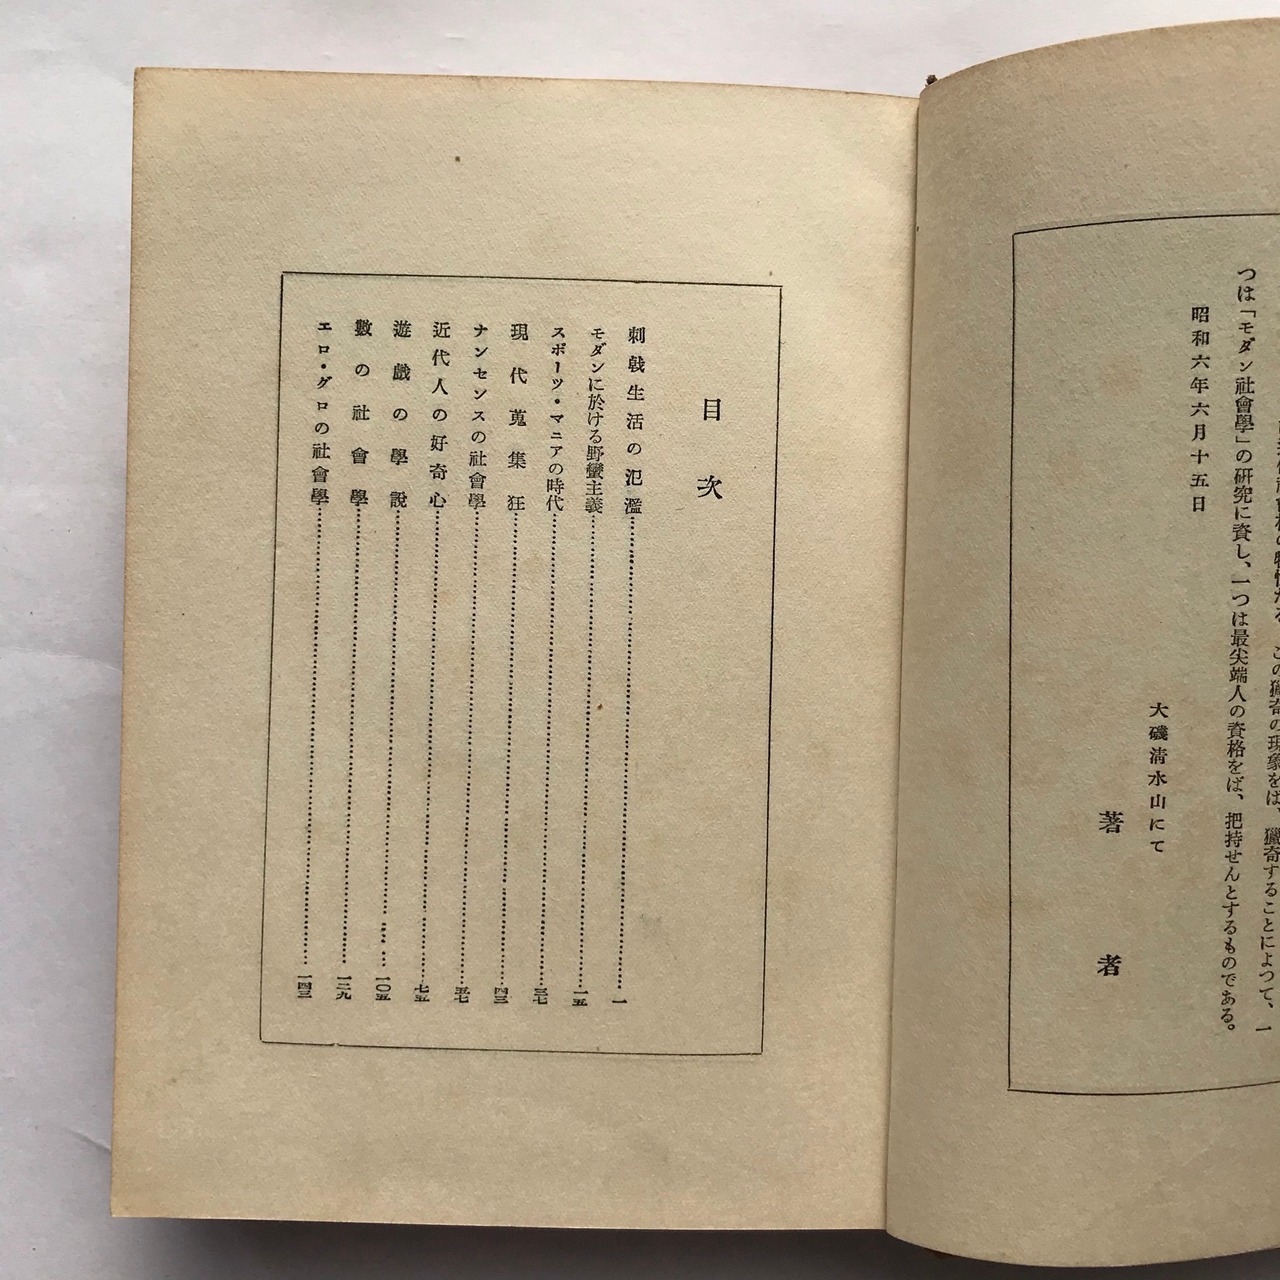 つは「モダン社會學」の研究に資し、一つは最尖端人の資格をば、把持せんとするものである。
昭和六年六月十五日
大磯清水山にて
著者
目次
刺戟生活の氾濫……一
モダンに於ける野蠻主義……一五
スポーツ・マニアの時代……三七
現代蒐集狂……四三
ナンセンスの社會學……五七
近代人の好奇心……七五
遊戲の學說……一〇五
數の社會學……一二九
エロ・グロの社會學……一四三